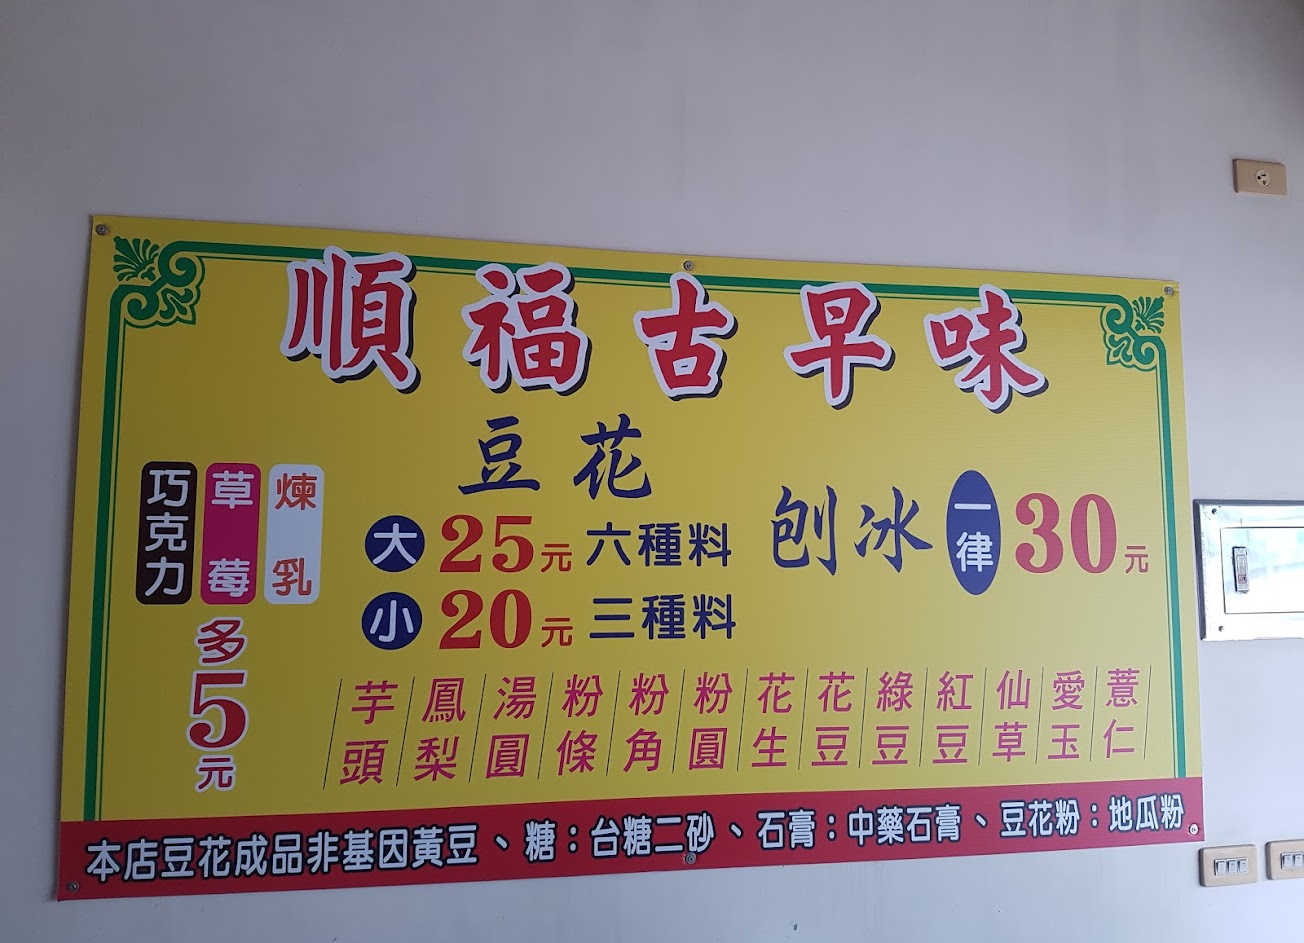 順福古早味
豆花
大 25元 六種料
小 20元 三種料
刨冰 一律 30元
巧克力
草莓
煉乳
多5元
芋頭
鳳梨
湯圓
粉條
粉角
粉圓
花生
花豆
綠豆
紅豆
仙草
愛玉
薏仁
本店豆花成品非基因黃豆、糖：台糖二砂、石膏：中藥石膏、豆花粉：地瓜粉